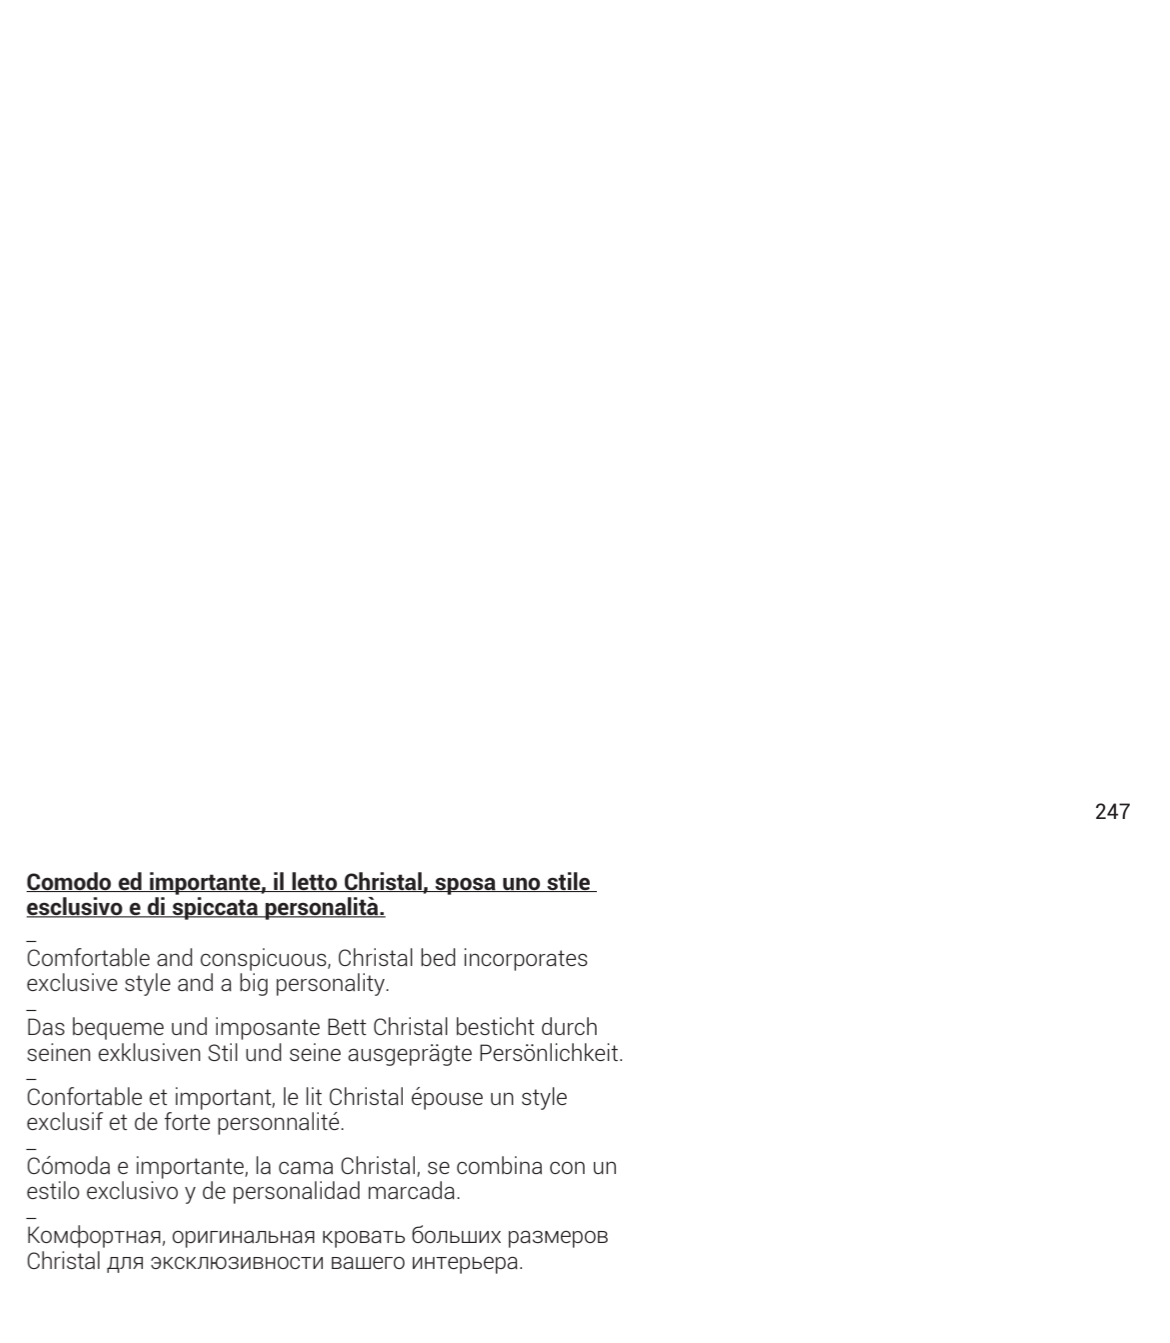 247
Comodo ed importante, il letto Christal, sposa uno stile
esclusivo e di spiccata personalità.
_
Comfortable and conspicuous, Christal bed incorporates
exclusive style and a big personality.
_
Das bequeme und imposante Bett Christal besticht durch
seinen exklusiven Stil und seine ausgeprägte Persönlichkeit.
_
Confortable et important, le lit Christal épouse un style
exclusif et de forte personnalité.
_
Cómoda e importante, la cama Christal, se combina con un
estilo exclusivo y de personalidad marcada.
_
Комфортная, оригинальная кровать больших размеров
Christal для эксклюзивности вашего интерьера.